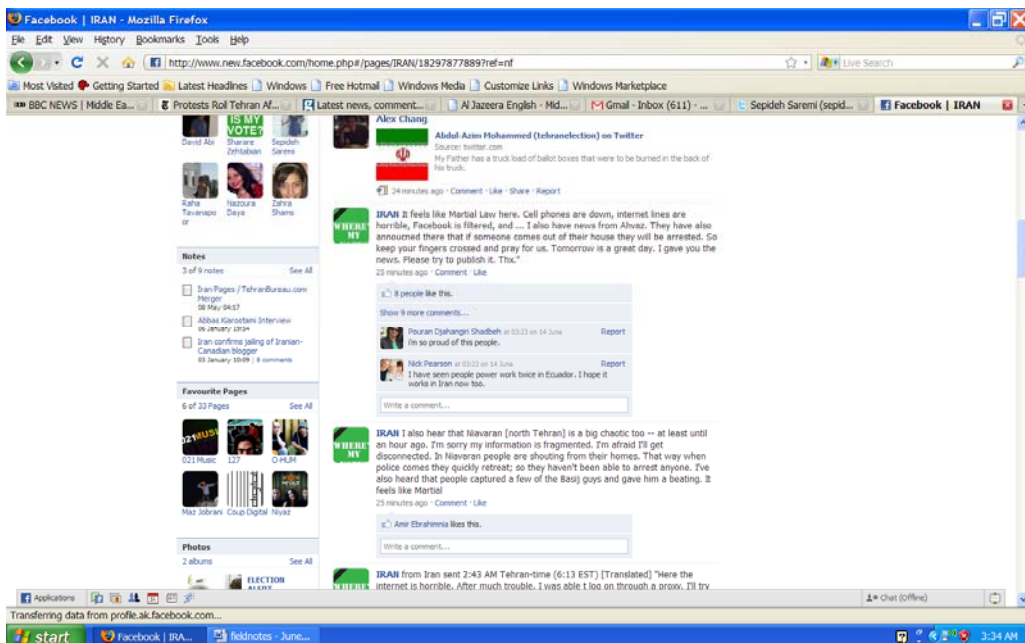 Facebook | IRAN - Mozilla Firefox
File Edit View History Bookmarks Tools Help
http://www.new.facebook.com/home.php#/pages/IRAN/18297877889?ref=nf
Live Search
Most Visited Getting Started Latest Headlines Windows Free Hotmail Windows Media Customize Links Windows Marketplace
BBC NEWS | Middle Ea... Protests Roil Tehran Af... Latest news, comment... Al Jazeera English - Mid... Gmail - Inbox (611) - ... Sepideh Saremi (sepid... Facebook | IRAN
IS MY
VOTE?
David Abi
Sharare
Zehtabian
Sepideh
Saremi
Raha
Tavanapo
or
Nazoura
Daya
Zahra
Shams
Notes
3 of 9 notes See All
Iran Pages / TehranBureau.com
Merger
08 May 04:17
Abbas Kiarostami Interview
06 January
Iran confirms jailing of Iranian-
Canadian blogger
03 January 10:09 | 8 comments
Favourite Pages
6 of 33 Pages See All
021MUSI
021 Music
127
O-HUM
digital
Maz Jobrani
Coup Digital
Niyaz
Photos
2 albums See All
ELECTION
ALERT
Alex Chang
Abdul-Azim Mohammed (tehranelection) on Twitter
Source: twitter.com
My Father has a truck load of ballot boxes that were to be burned in the back of
his truck.
24 minutes ago · Comment · Like · Share · Report
WHERE'
MY
IRAN It feels like Martial Law here. Cell phones are down, internet lines are
horrible, Facebook is filtered, and ... I also have news from Ahvaz. They have also
announced there that if someone comes out of their house they will be arrested. So
keep your fingers crossed and pray for us. Tomorrow is a great day. I gave you the
news. Please try to publish it. Thx."
25 minutes ago · Comment · Like
8 people like this.
Show 9 more comments...
Pouran Djahangiri Shadbeh at 03:23 on 14 June Report
i'm so proud of this people.
Nick Pearson at 03:23 on 14 June Report
I have seen people power work twice in Ecuador. I hope it
works in Iran now too.
Write a comment...
WHERE'
MY
IRAN I also hear that Niavaran [north Tehran] is a big chaotic too -- at least until
an hour ago. I'm sorry my information is fragmented. I'm afraid I'll get
disconnected. In Niavaran people are shouting from their homes. That way when
police comes they quickly retreat; so they haven't been able to arrest anyone. I've
also heard that people captured a few of the Basij guys and gave him a beating. It
feels like Martial
25 minutes ago · Comment · Like
Amir Ebrahimnia likes this.
Write a comment...
WHERE'
IRAN from Iran sent 2:43 AM Tehran-time (6:13 EST) [Translated] "Here the
internet is horrible. After much trouble, I was able t log on through a proxy. I'll try
Applications
Chat (Offline)
Transferring data from profile.ak.facebook.com...
start Facebook | IRA... fieldnotes - June... 3:34 AM